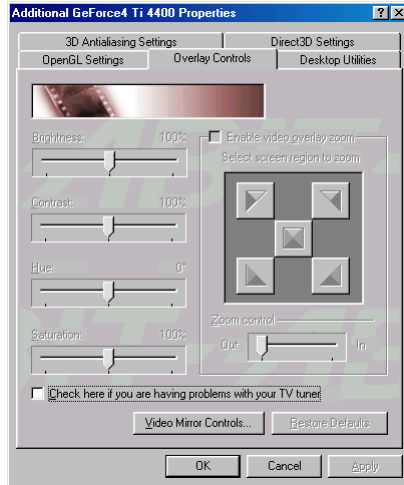 Additional GeForce4 Ti 4400 Properties
3D Antialiasing Settings
Direct3D Settings
OpenGL Settings
Overlay Controls
Desktop Utilities
Brightness: 100%
Contrast: 100%
Hue: 0°
Saturation: 100%
Enable video overlay zoom
Select screen region to zoom
Zoom control
Out
In
Check here if you are having problems with your TV tuner
Video Mirror Controls...
Restore Defaults
OK
Cancel
Apply